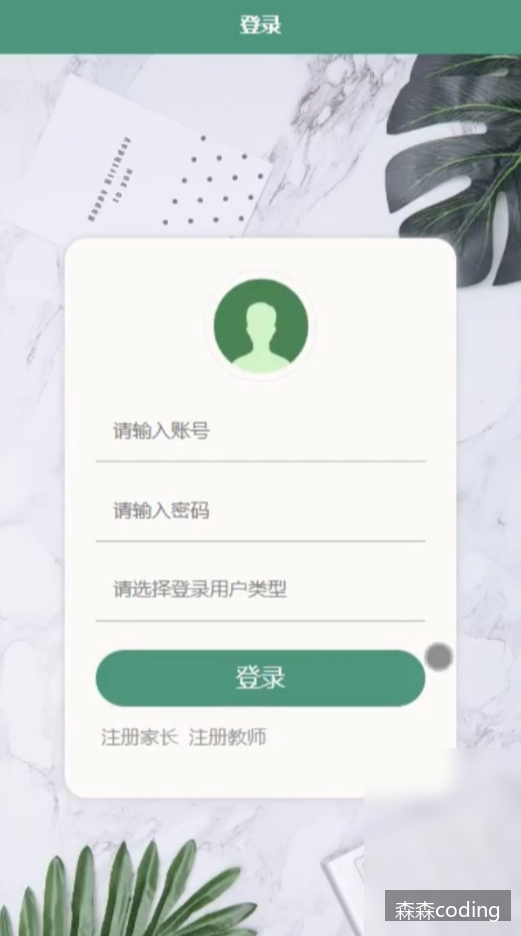 登录
Happy Birthday
to you
请输入账号
请输入密码
请选择登录用户类型
登录
注册家长 注册教师
森森coding